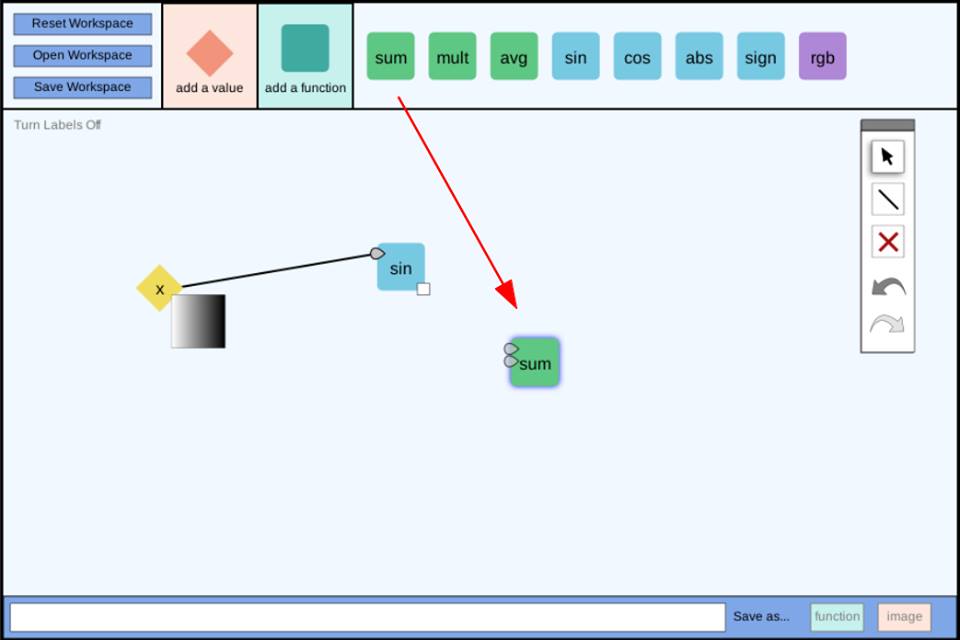 Reset Workspace
Open Workspace
Save Workspace
add a value
add a function
sum mult avg sin cos abs sign rgb
Turn Labels Off
sin
x
sum
Save as... function image